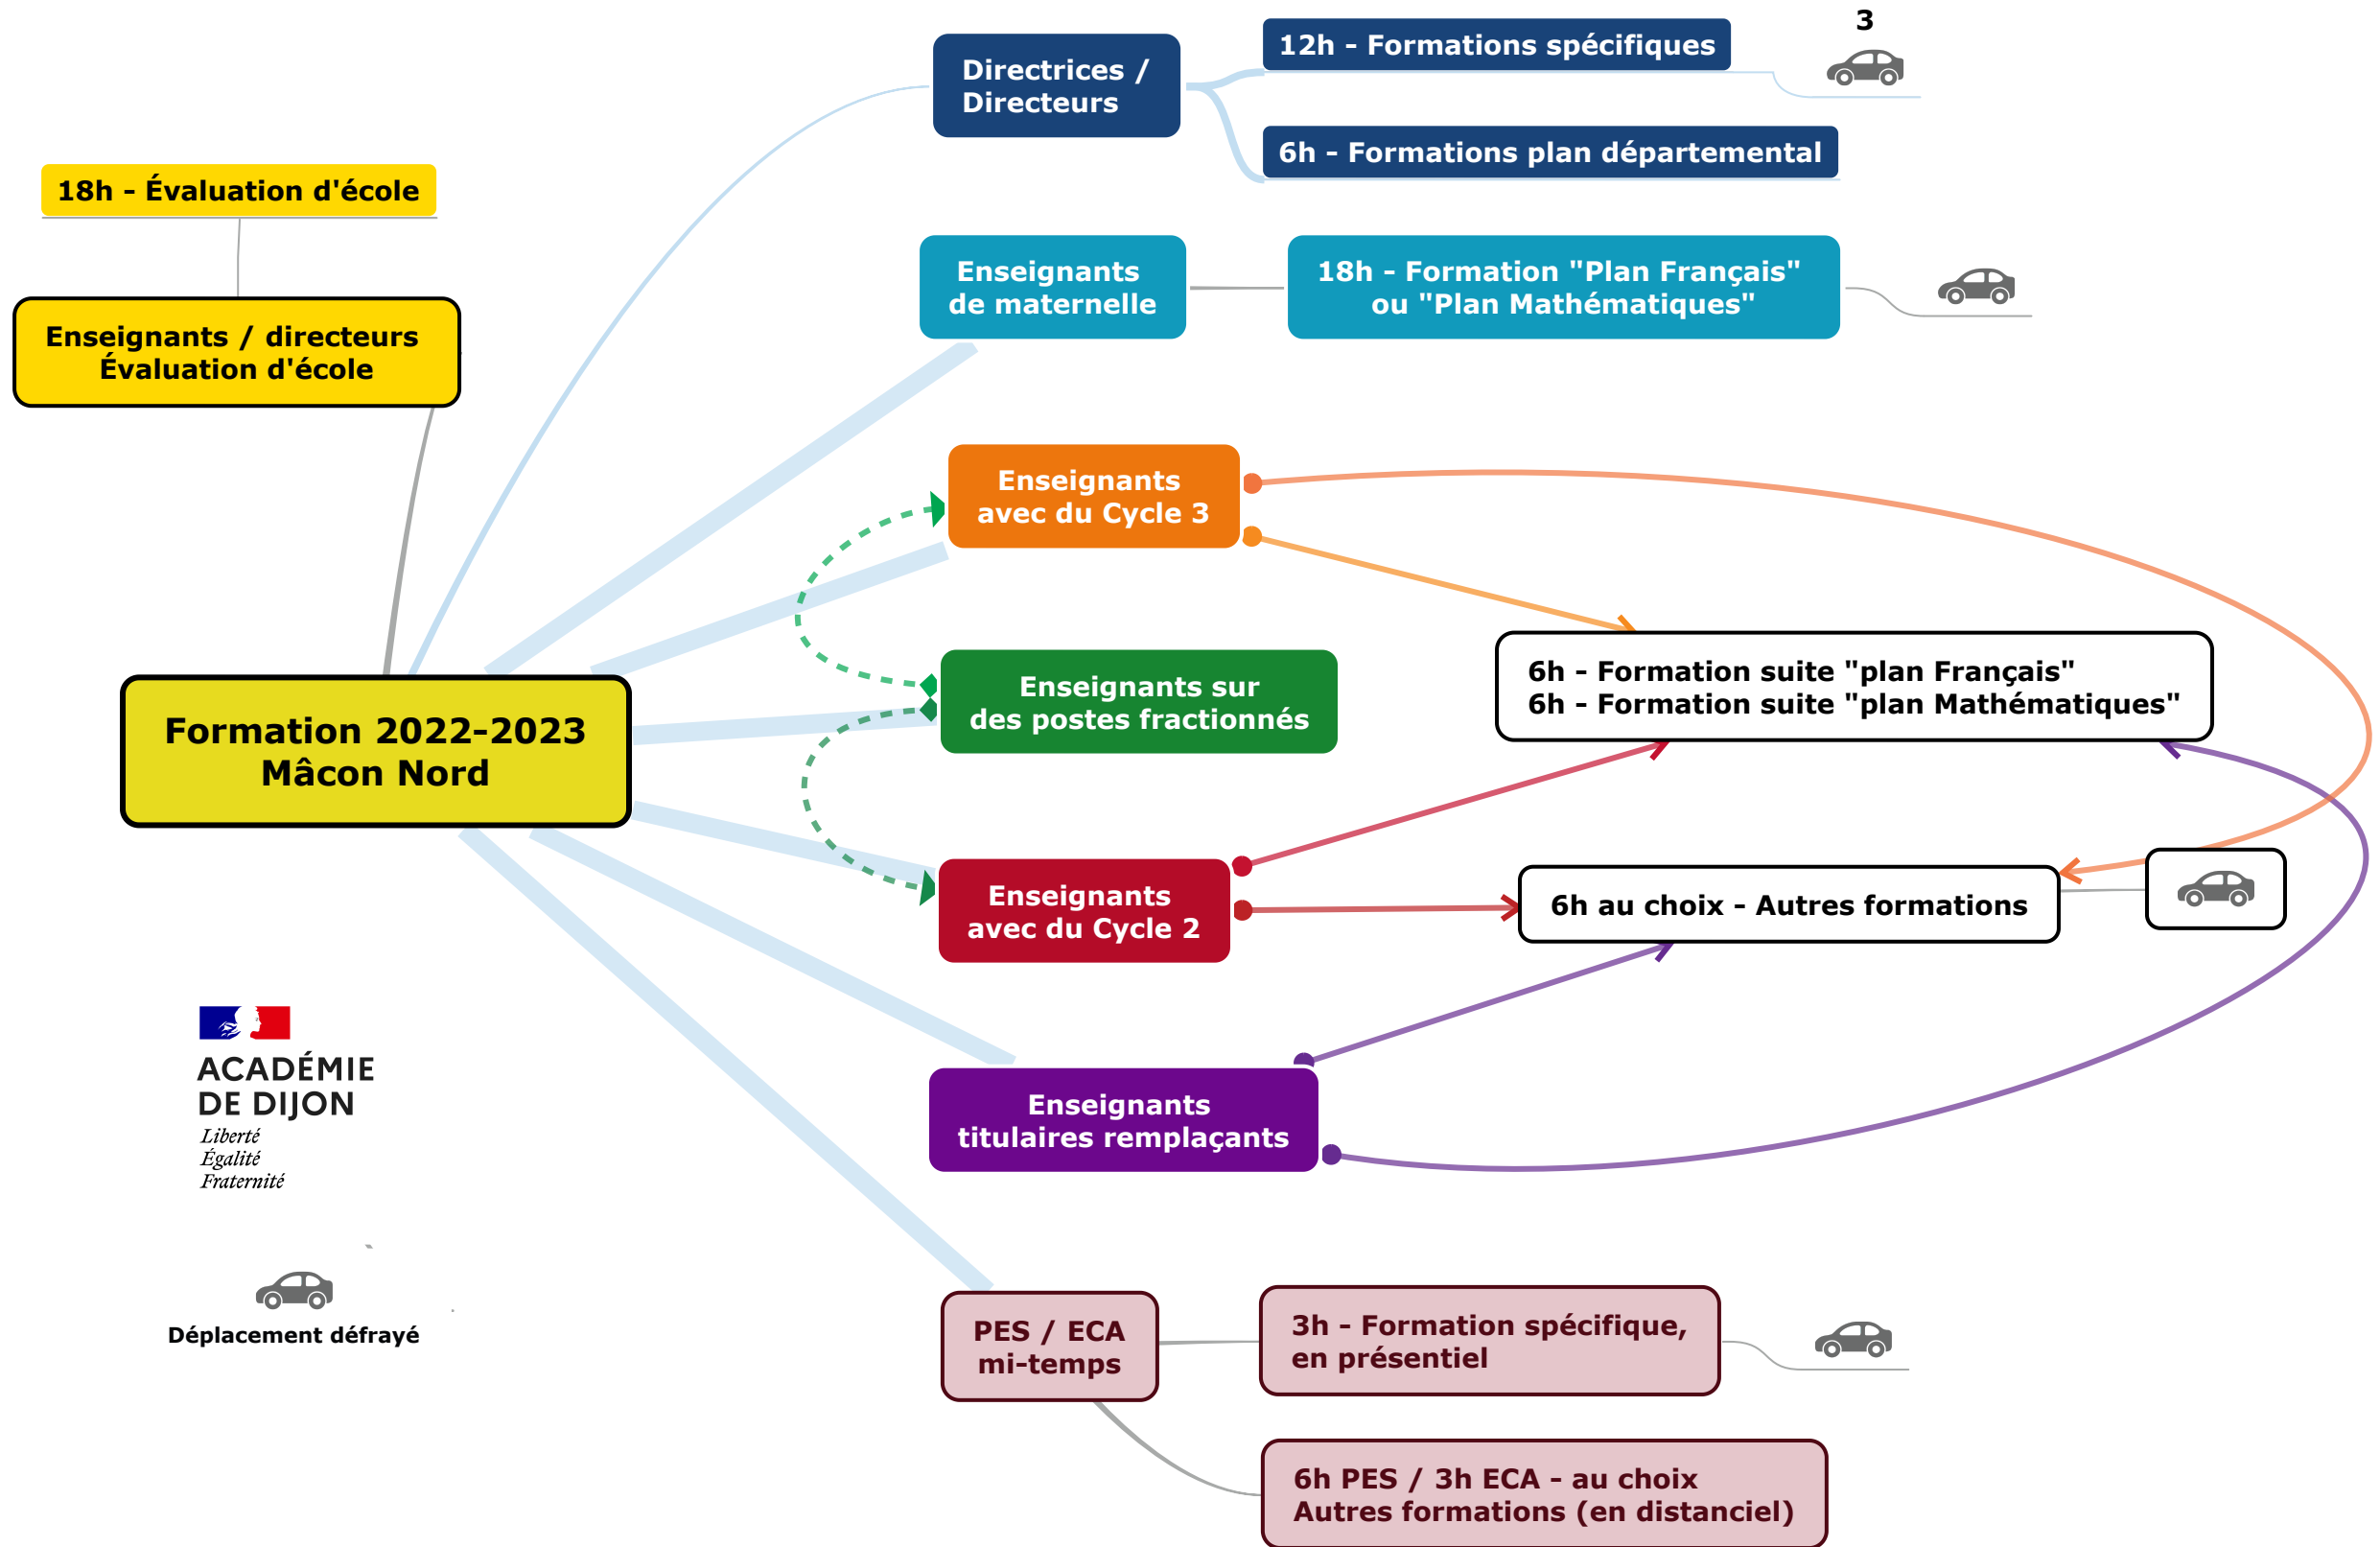 3
Directrices /
Directeurs
12h - Formations spécifiques
6h - Formations plan départemental
18h - Évaluation d'école
Enseignants / directeurs
Évaluation d'école
Enseignants
de maternelle
18h - Formation "Plan Français"
ou "Plan Mathématiques"
Enseignants
avec du Cycle 3
Enseignants sur
des postes fractionnés
6h - Formation suite "plan Français"
6h - Formation suite "plan Mathématiques"
Formation 2022-2023
Mâcon Nord
Enseignants
avec du Cycle 2
6h au choix - Autres formations
Enseignants
titulaires remplaçants
ACADÉMIE
DE DIJON
Liberté
Égalité
Fraternité
Déplacement défrayé
PES / ECA
mi-temps
3h - Formation spécifique,
en présentiel
6h PES / 3h ECA - au choix
Autres formations (en distanciel)